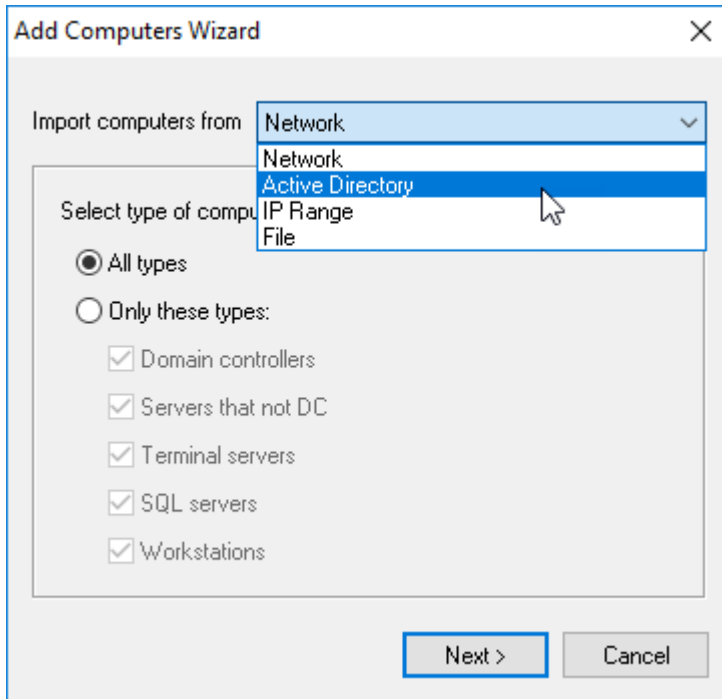 Add Computers Wizard
Import computers from Network
Network
Active Directory
Select type of compu IP Range
File
All types
Only these types:
Domain controllers
Servers that not DC
Terminal servers
SQL servers
Workstations
Next > Cancel